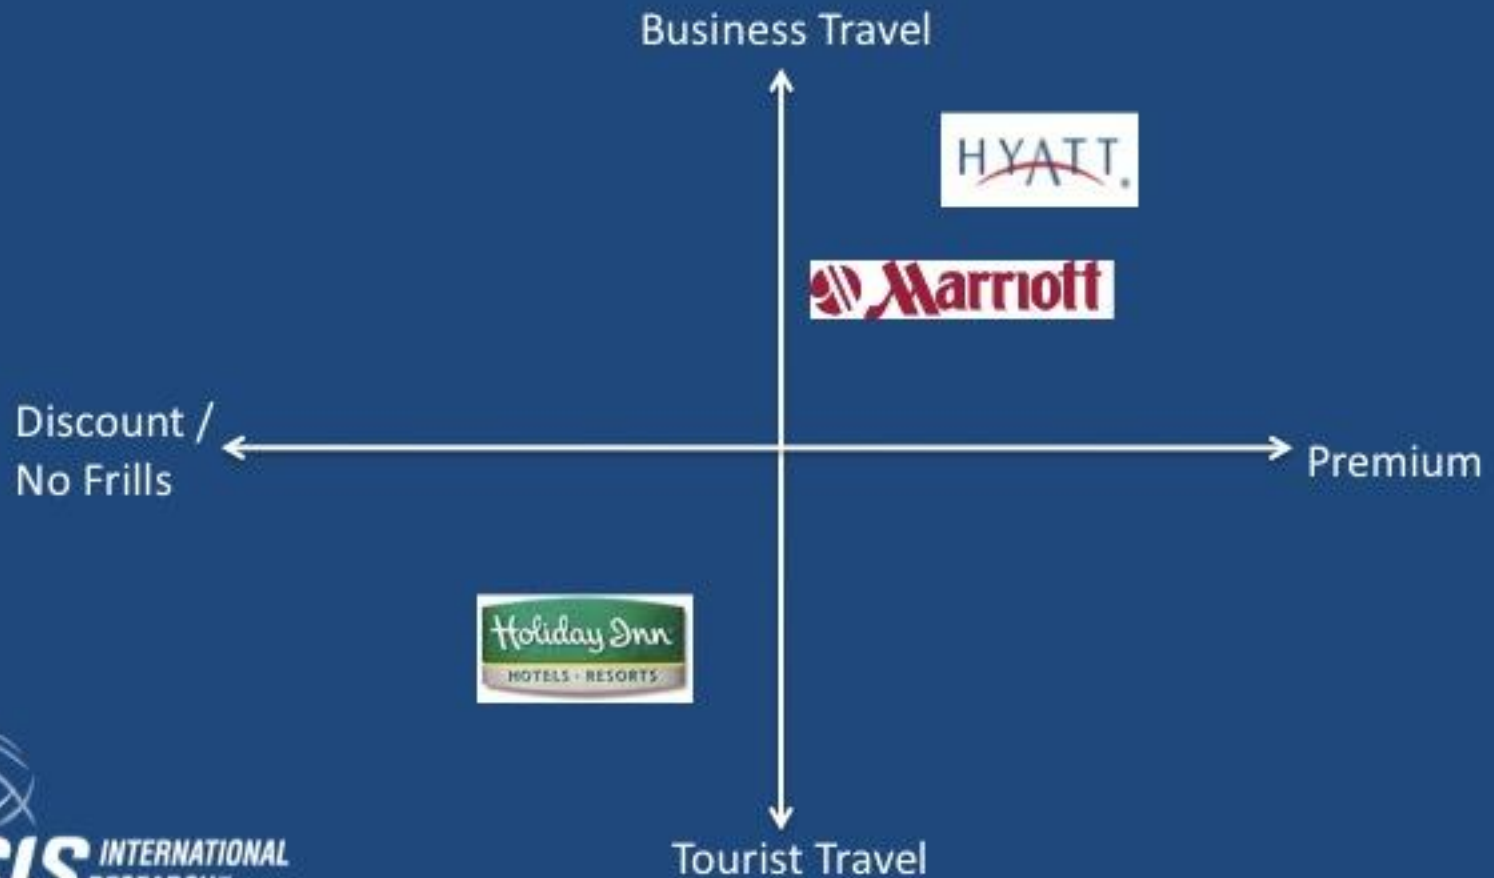 Business Travel
HYATT
Marriott
Discount /
No Frills
Premium
Holiday Inn
HOTELS · RESORTS
INTERNATIONAL
Tourist Travel